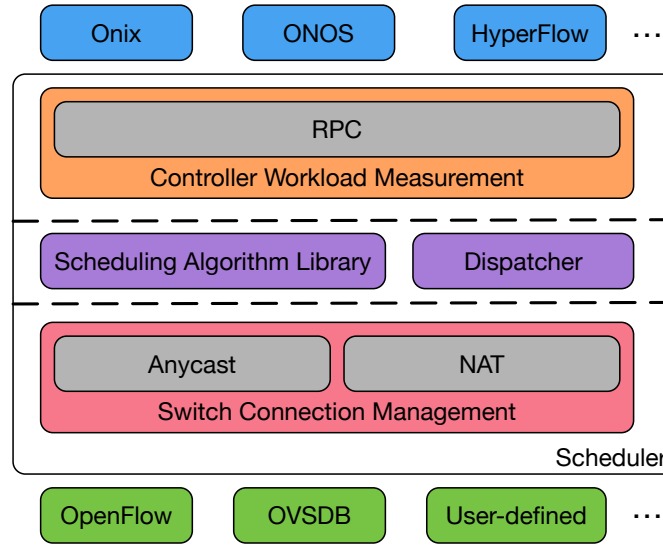 Onix ONOS HyperFlow ...
RPC
Controller Workload Measurement
Scheduling Algorithm Library Dispatcher
Anycast NAT
Switch Connection Management
Scheduler
OpenFlow OVSDB User-defined ...